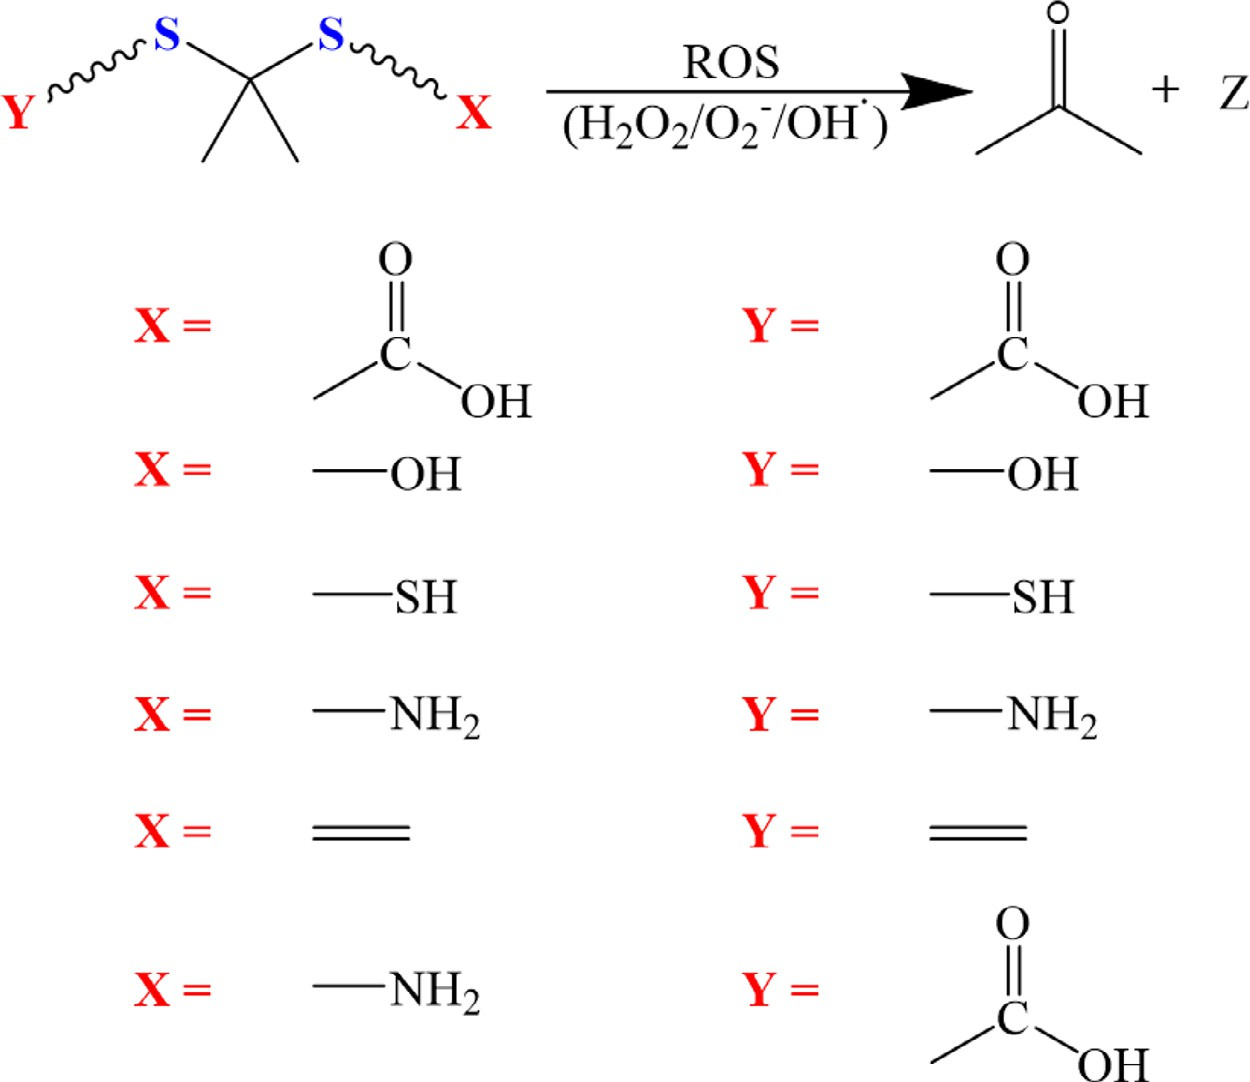 Y S S X ROS (H₂O₂/O₂⁻/OH˙) O + Z
X = O C OH Y = O C OH
X = OH Y = OH
X = SH Y = SH
X = NH₂ Y = NH₂
X = Y =
X = NH₂ Y = O C OH